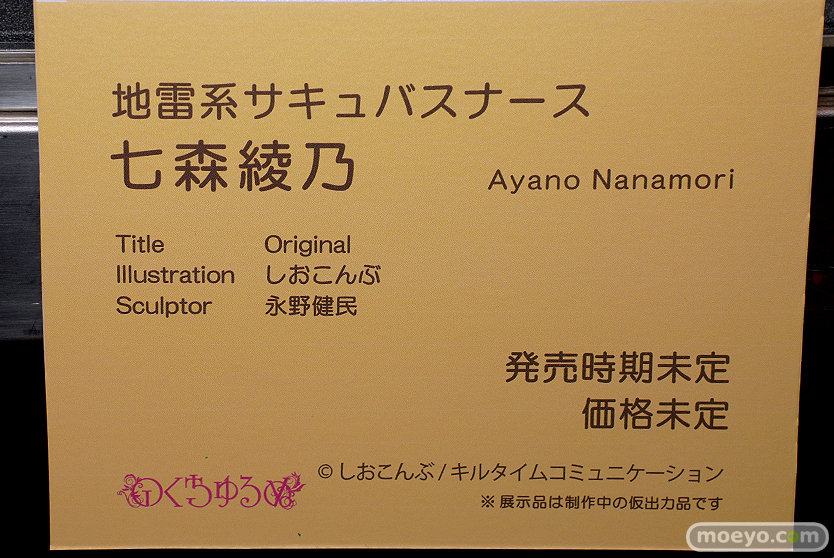 地雷系サキュバスナース
七森綾乃 Ayano Nanamori
Title Original
Illustration しおこんぶ
Sculptor 永野健民
発売時期未定
価格未定
© しおこんぶ / キルタイムコミュニケーション
※ 展示品は制作中の仮出力品です
moeyo.com